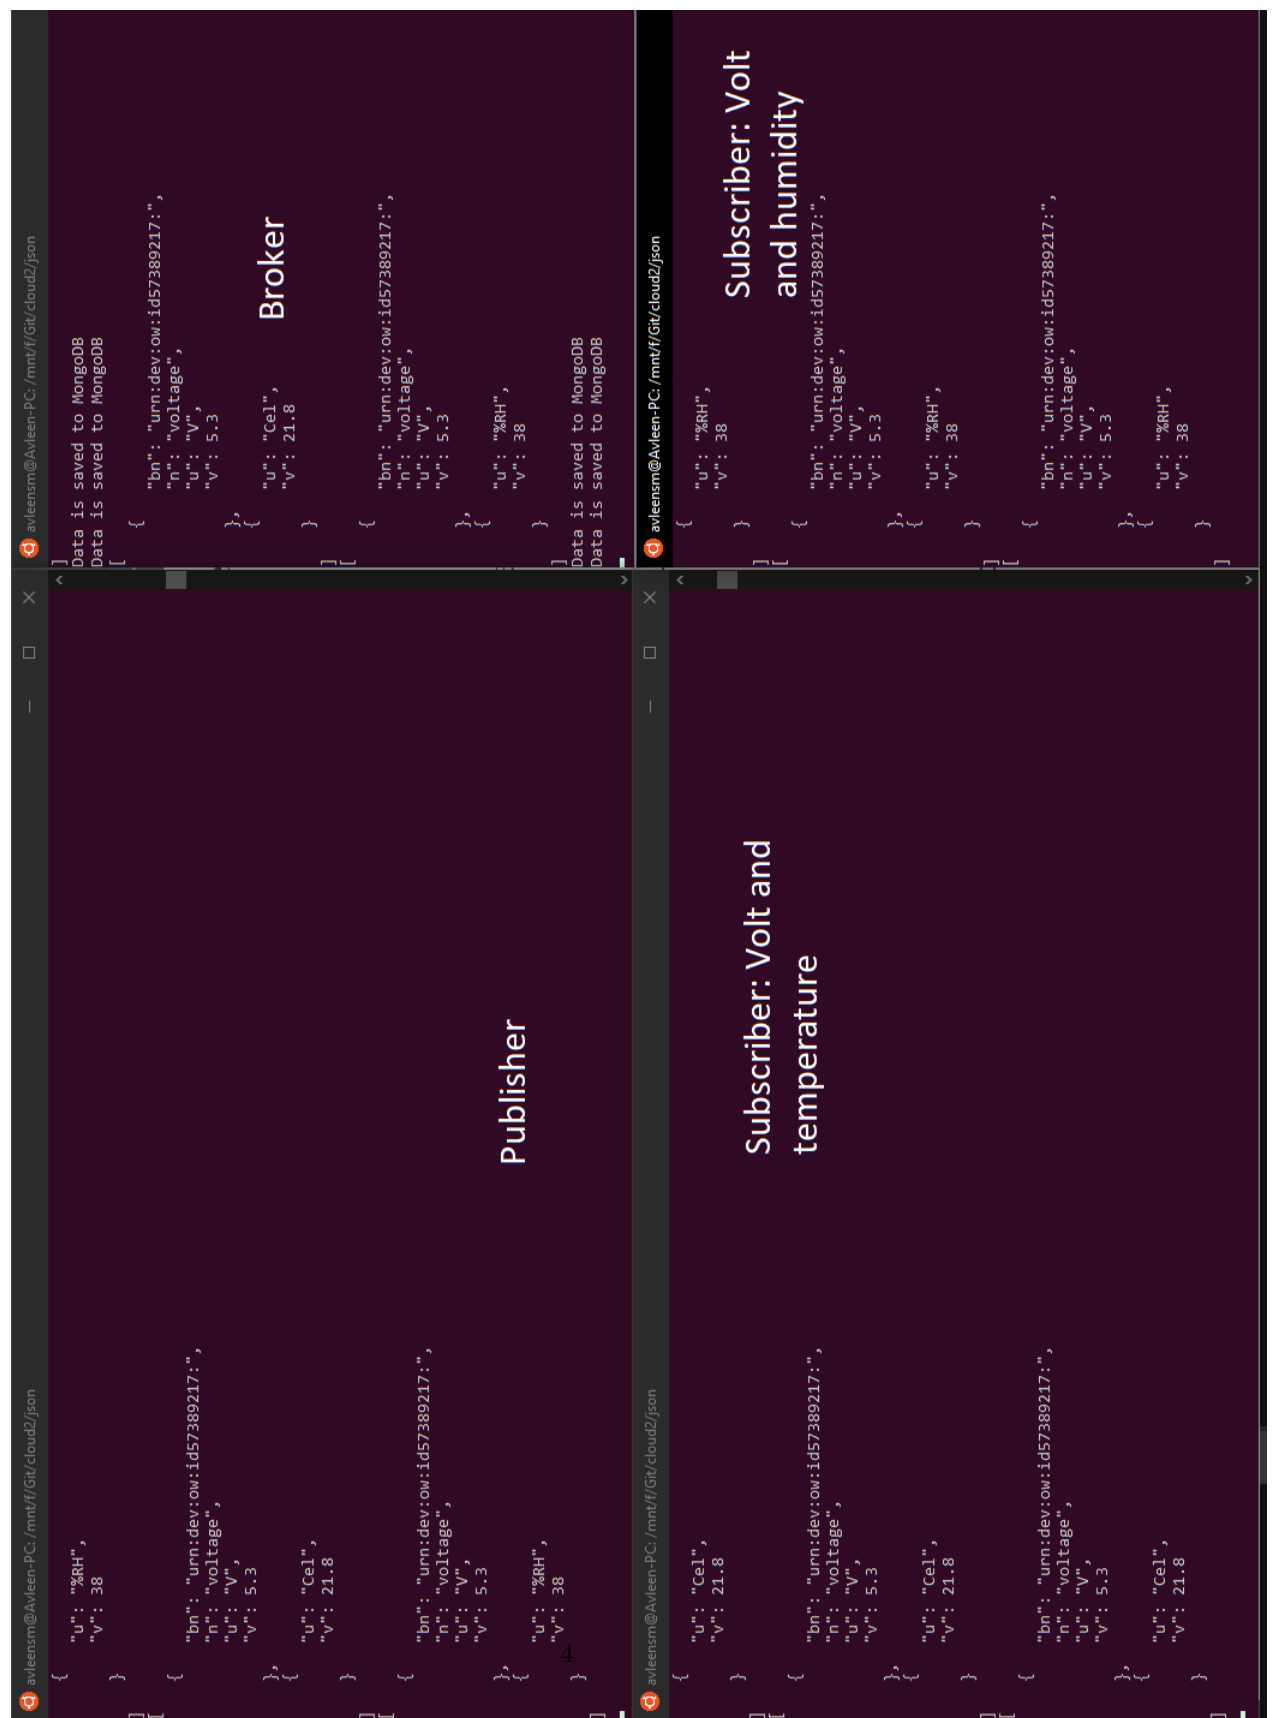 avleensm@Avleen-PC: /mnt/f/Git/cloud2/json
{
"u": "%RH",
"v": 38
}
]
[
{
"bn": "urn:dev:ow:id57389217:",
"n": "voltage",
"u": "V",
"v": 5.3
},
{
"u": "Cel",
"v": 21.8
}
]
[
{
"bn": "urn:dev:ow:id57389217:",
"n": "voltage",
"u": "V",
"v": 5.3
},
{
"u": "%RH",
"v": 38
}
]
Publisher
avleensm@Avleen-PC: /mnt/f/Git/cloud2/json
]
Data is saved to MongoDB
Data is saved to MongoDB
[
{
"bn": "urn:dev:ow:id57389217:",
"n": "voltage",
"u": "V",
"v": 5.3
},
{
"u": "Cel",
"v": 21.8
}
]
[
{
"bn": "urn:dev:ow:id57389217:",
"n": "voltage",
"u": "V",
"v": 5.3
},
{
"u": "%RH",
"v": 38
}
]
Data is saved to MongoDB
Data is saved to MongoDB
Broker
avleensm@Avleen-PC: /mnt/f/Git/cloud2/json
{
"u": "Cel",
"v": 21.8
}
]
[
{
"bn": "urn:dev:ow:id57389217:",
"n": "voltage",
"u": "V",
"v": 5.3
},
{
"u": "Cel",
"v": 21.8
}
]
[
{
"bn": "urn:dev:ow:id57389217:",
"n": "voltage",
"u": "V",
"v": 5.3
},
{
"u": "Cel",
"v": 21.8
}
]
Subscriber: Volt and
temperature
avleensm@Avleen-PC: /mnt/f/Git/cloud2/json
{
"u": "%RH",
"v": 38
}
]
[
{
"bn": "urn:dev:ow:id57389217:",
"n": "voltage",
"u": "V",
"v": 5.3
},
{
"u": "%RH",
"v": 38
}
]
[
{
"bn": "urn:dev:ow:id57389217:",
"n": "voltage",
"u": "V",
"v": 5.3
},
{
"u": "%RH",
"v": 38
}
]
Subscriber: Volt
and humidity
4